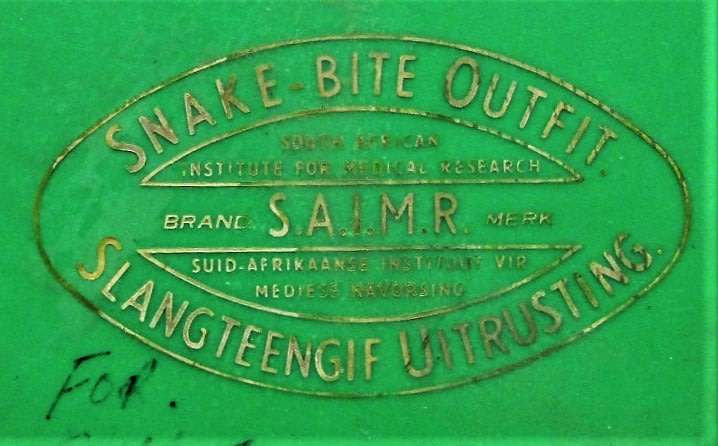 SNAKE-BITE OUTFIT.
SOUTH AFRICAN
INSTITUTE FOR MEDICAL RESEARCH
BRAND. S.A.I.M.R. MERK
SUID-AFRIKAANSE INSTITUUT VIR
MEDIESE NAVORSING
SLANGTEENGIF UITRUSTING.
For.